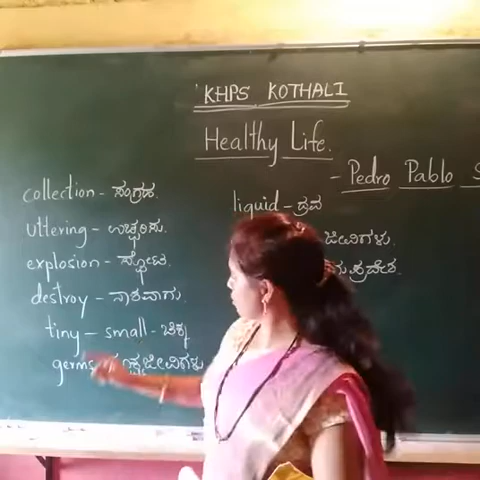 KHPS KOTHALI
Healthy Life.
- Pedro Pablo
collection - ಸಂಗ್ರಹ.
uttering - ಉಚ್ಛರಿಸು.
explosion - ಸ್ಫೋಟ
destroy - ನಾಶವಾಗು.
tiny - small - ಚಿಕ್ಕ
germs
liquid - ದ್ರವ